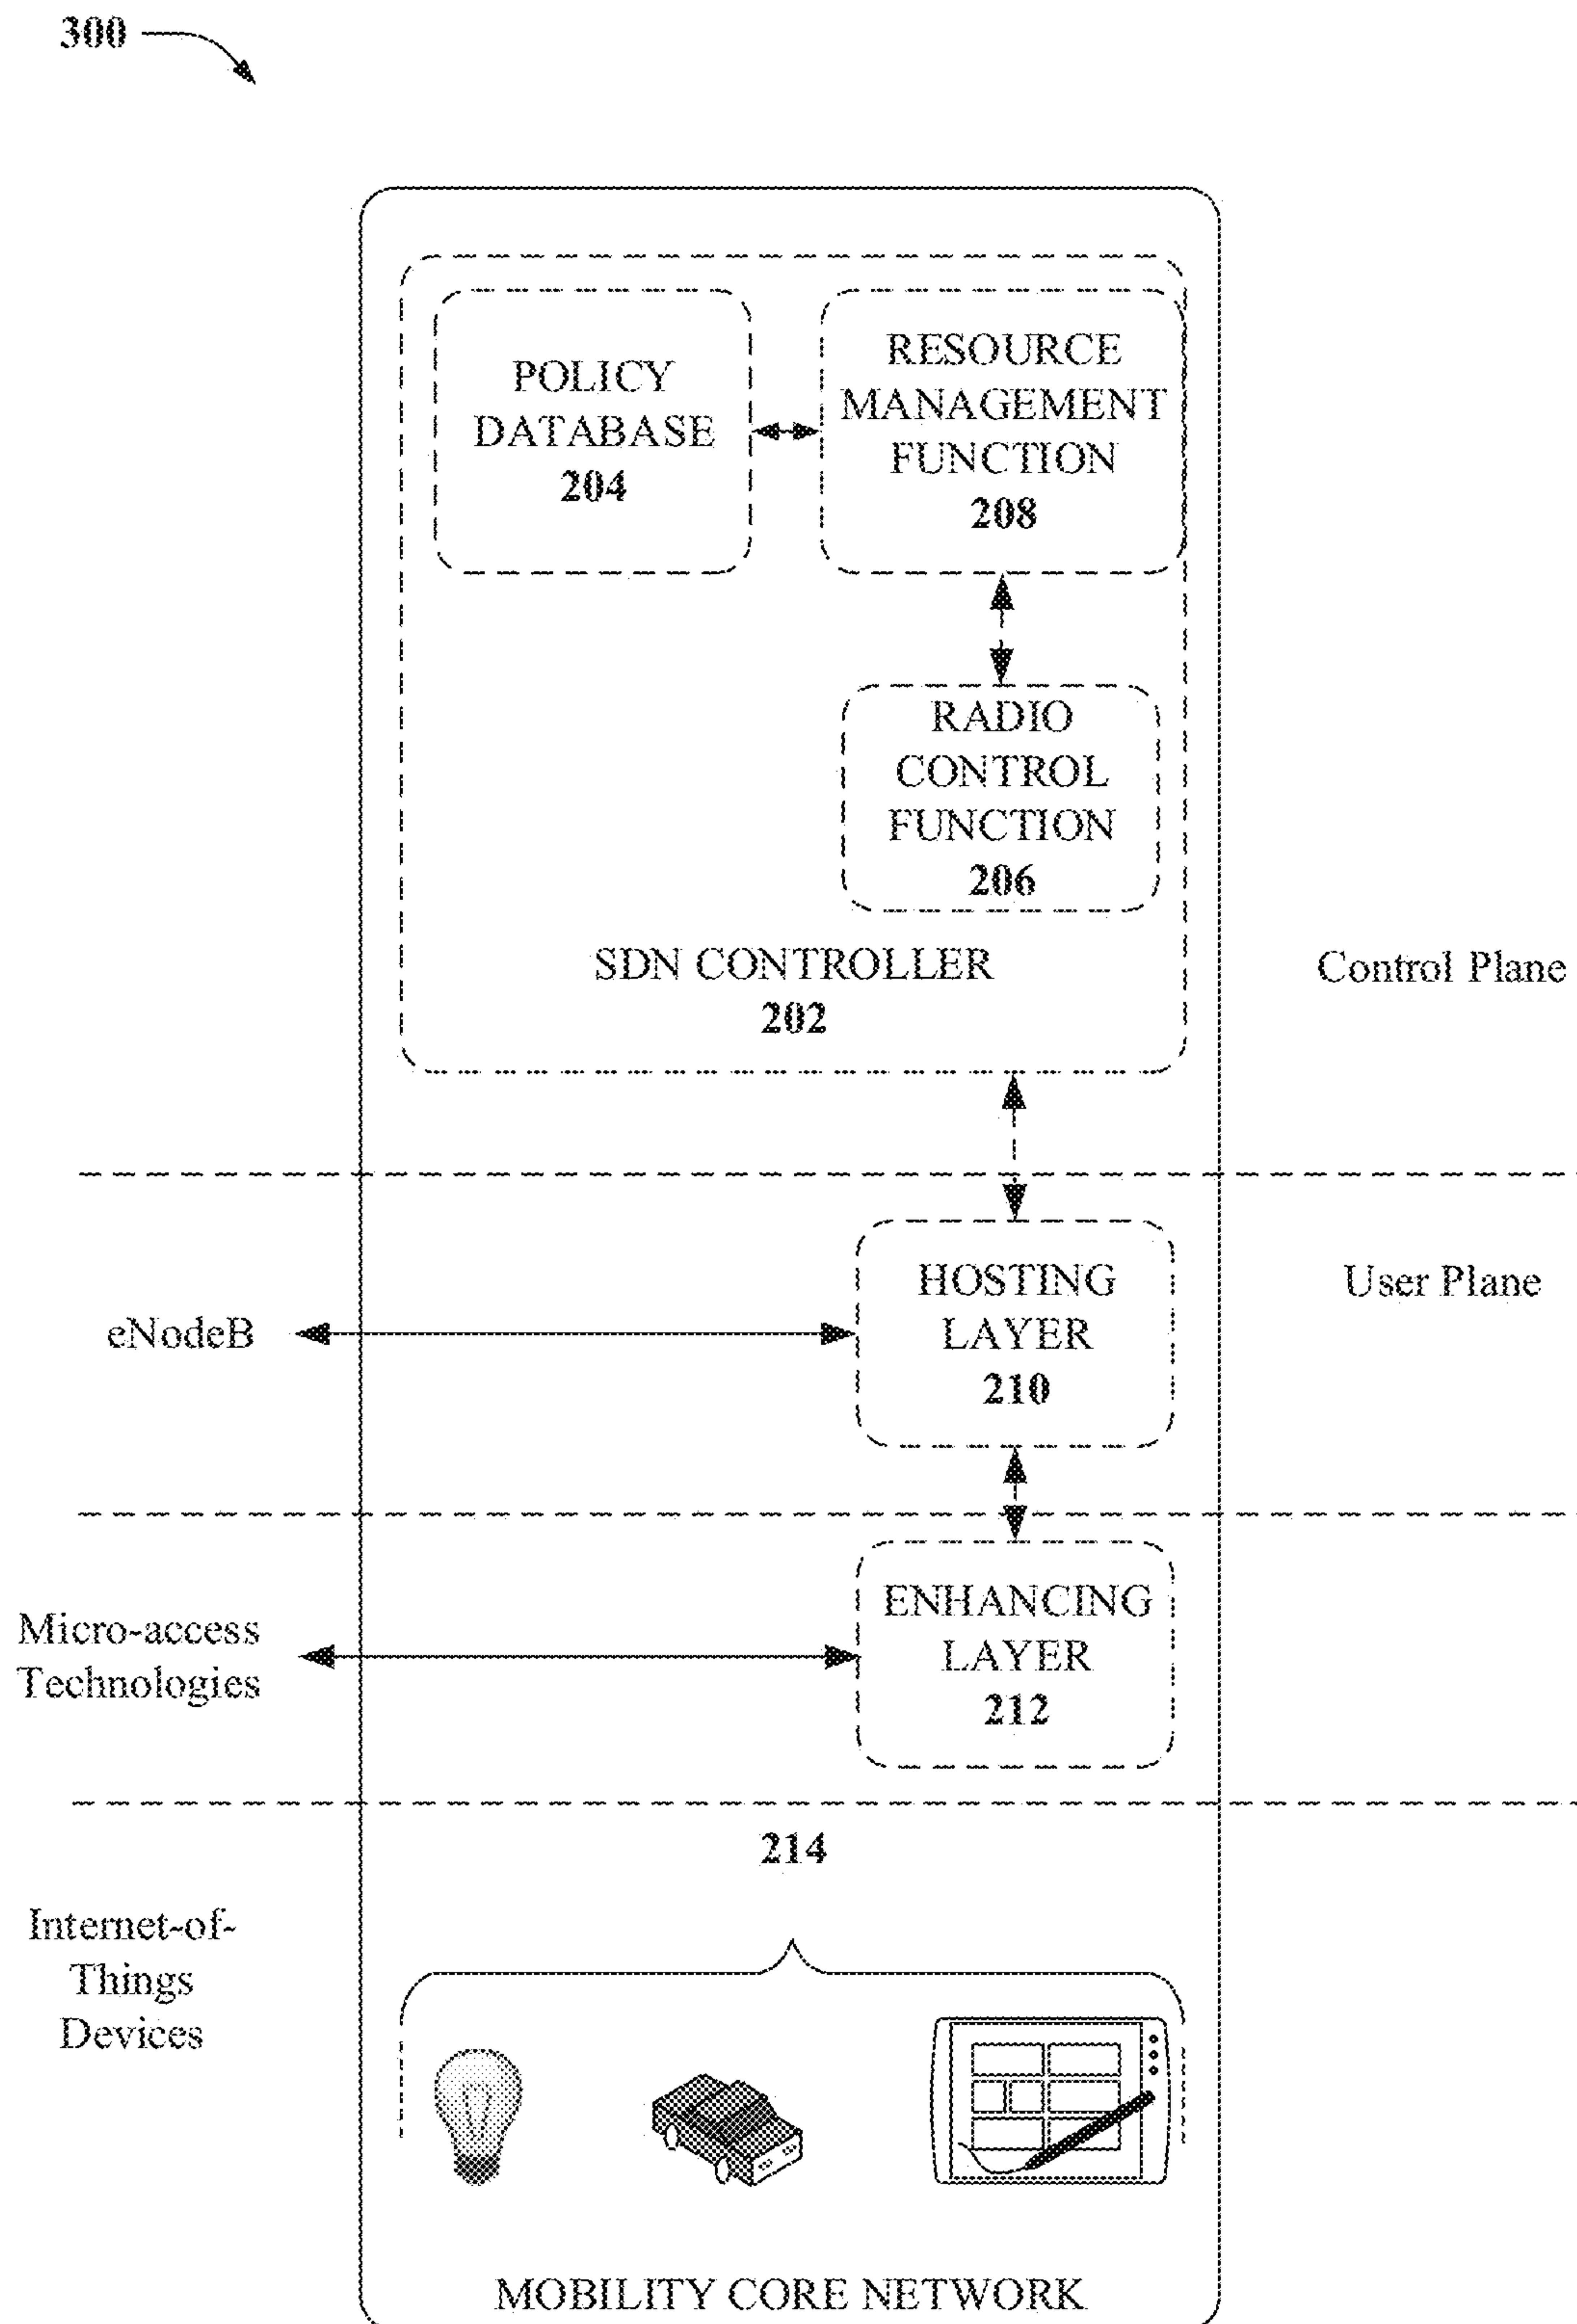 300
POLICY
DATABASE
204
RESOURCE
MANAGEMENT
FUNCTION
208
RADIO
CONTROL
FUNCTION
206
SDN CONTROLLER
202
Control Plane
User Plane
eNodeB
HOSTING
LAYER
210
Micro-access
Technologies
ENHANCING
LAYER
212
214
Internet-of-
Things
Devices
MOBILITY CORE NETWORK